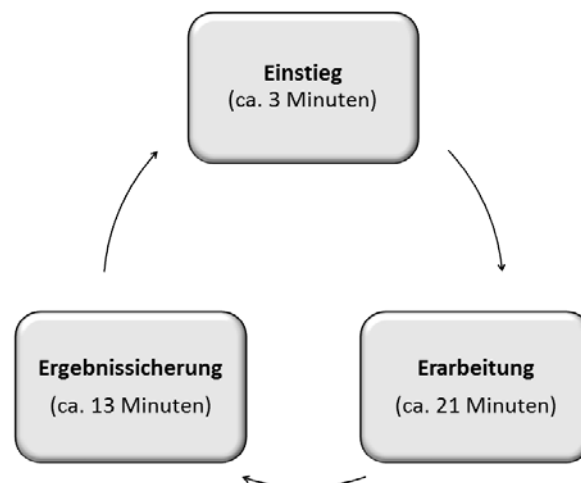 Einstieg
(ca. 3 Minuten)
Ergebnissicherung
(ca. 13 Minuten)
Erarbeitung
(ca. 21 Minuten)